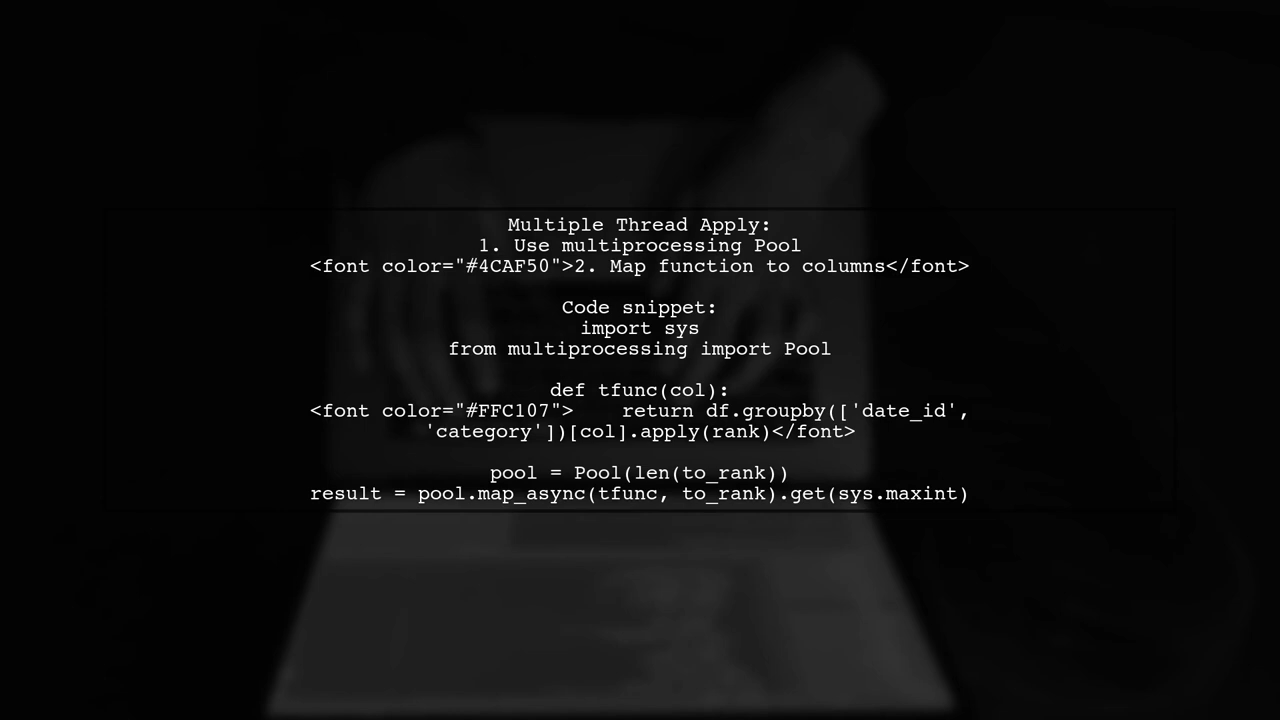 Multiple Thread Apply:
1. Use multiprocessing Pool
<font color="#4CAF50">2. Map function to columns</font>
Code snippet:
import sys
from multiprocessing import Pool
def tfunc(col):
<font color="#FFC107">    return df.groupby(['date_id',
'category'])[col].apply(rank)</font>
pool = Pool(len(to_rank))
result = pool.map_async(tfunc, to_rank).get(sys.maxint)